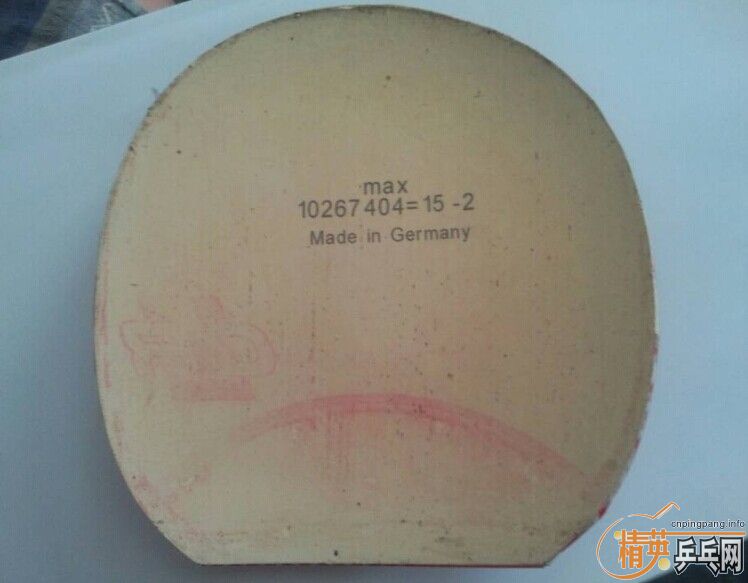 max
10267404=15 -2
Made in Germany
cnpingpang.info
精英乒乓网